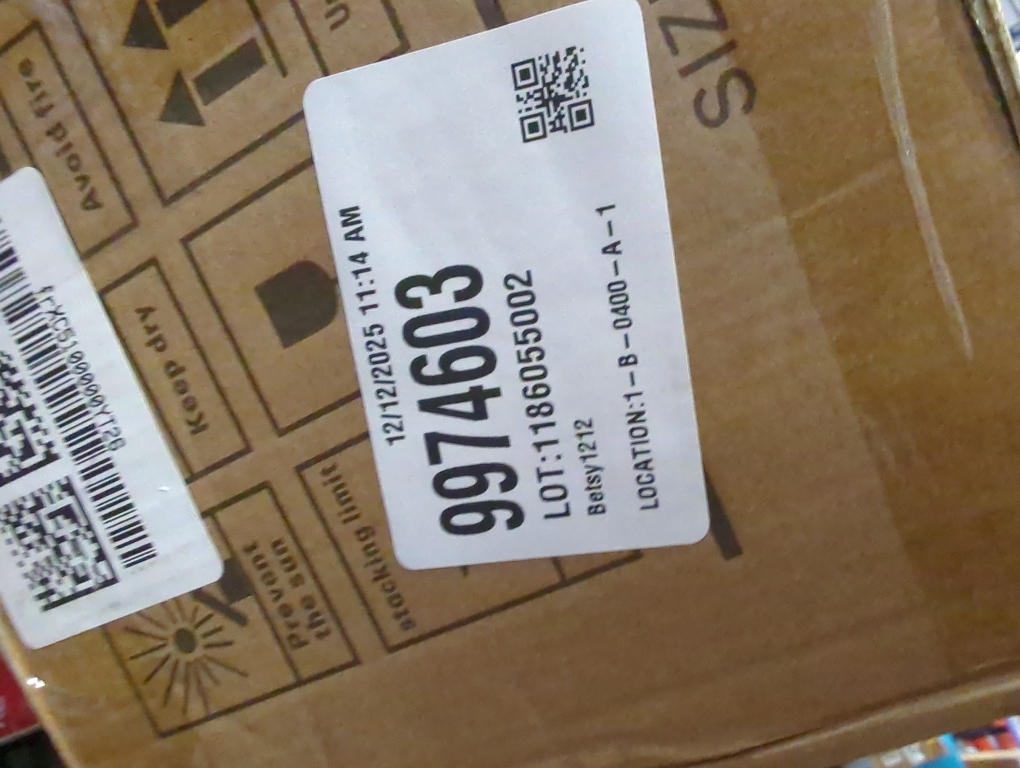 12/12/2025 11:14 AM
9974603
LOT:1186055002
Betsy1212
LOCATION:1-B-0400-A-1
Avoid fire
Keep dry
Prevent
the sun
stacking limit
SIZ